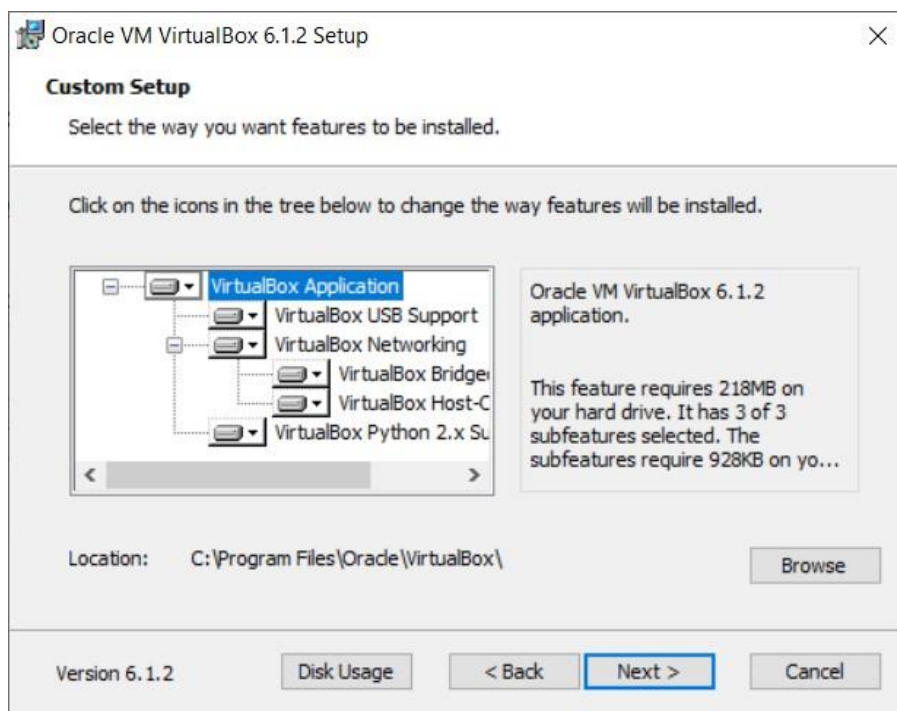 Oracle VM VirtualBox 6.1.2 Setup
Custom Setup
Select the way you want features to be installed.
Click on the icons in the tree below to change the way features will be installed.
VirtualBox Application
VirtualBox USB Support
VirtualBox Networking
VirtualBox Bridge
VirtualBox Host-C
VirtualBox Python 2.x Su
Oracle VM VirtualBox 6.1.2
application.
This feature requires 218MB on
your hard drive. It has 3 of 3
subfeatures selected. The
subfeatures require 928KB on yo...
Location: C:\Program Files\Oracle\VirtualBox\
Browse
Version 6.1.2
Disk Usage
< Back
Next >
Cancel